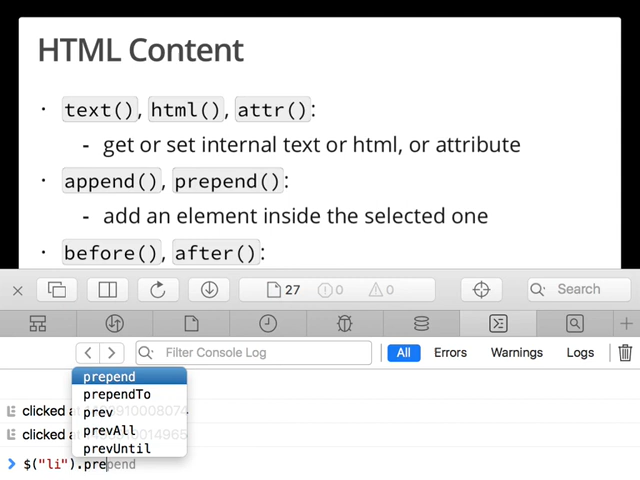 HTML Content
· text(), html(), attr():
- get or set internal text or html, or attribute
· append(), prepend():
- add an element inside the selected one
· before(), after():
27 0 0 Search
Filter Console Log All Errors Warnings Logs
prepend
prependTo
prev
prevAll
prevUntil
clicked at
clicked at
> $("li").prepend